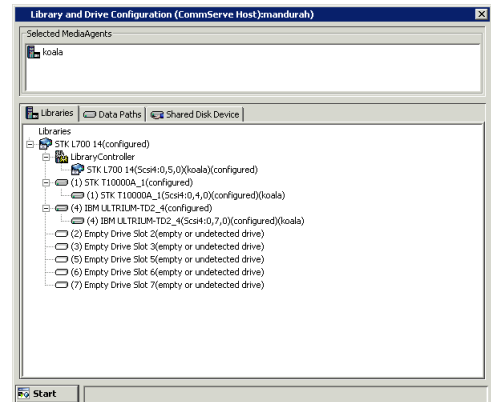 Library and Drive Configuration (CommServe Host):mandurah)
Selected MediaAgents
koala
Libraries Data Paths Shared Disk Device
Libraries
STK L700 14(configured)
LibraryController
STK L700 14(Scsi4:0,5,0)(koala)(configured)
(1) STK T10000A_1(configured)
(1) STK T10000A_1(Scsi4:0,4,0)(configured)(koala)
(4) IBM ULTRIUM-TD2_4(configured)
(4) IBM ULTRIUM-TD2_4(Scsi4:0,7,0)(configured)(koala)
(2) Empty Drive Slot 2(empty or undetected drive)
(3) Empty Drive Slot 3(empty or undetected drive)
(5) Empty Drive Slot 5(empty or undetected drive)
(6) Empty Drive Slot 6(empty or undetected drive)
(7) Empty Drive Slot 7(empty or undetected drive)
Start